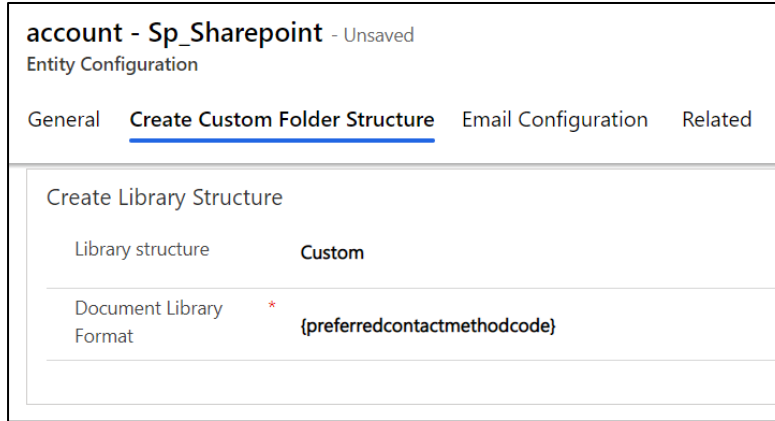 account - Sp_Sharepoint - Unsaved
Entity Configuration
General Create Custom Folder Structure Email Configuration Related
Create Library Structure
Library structure Custom
Document Library * {preferredcontactmethodcode}
Format